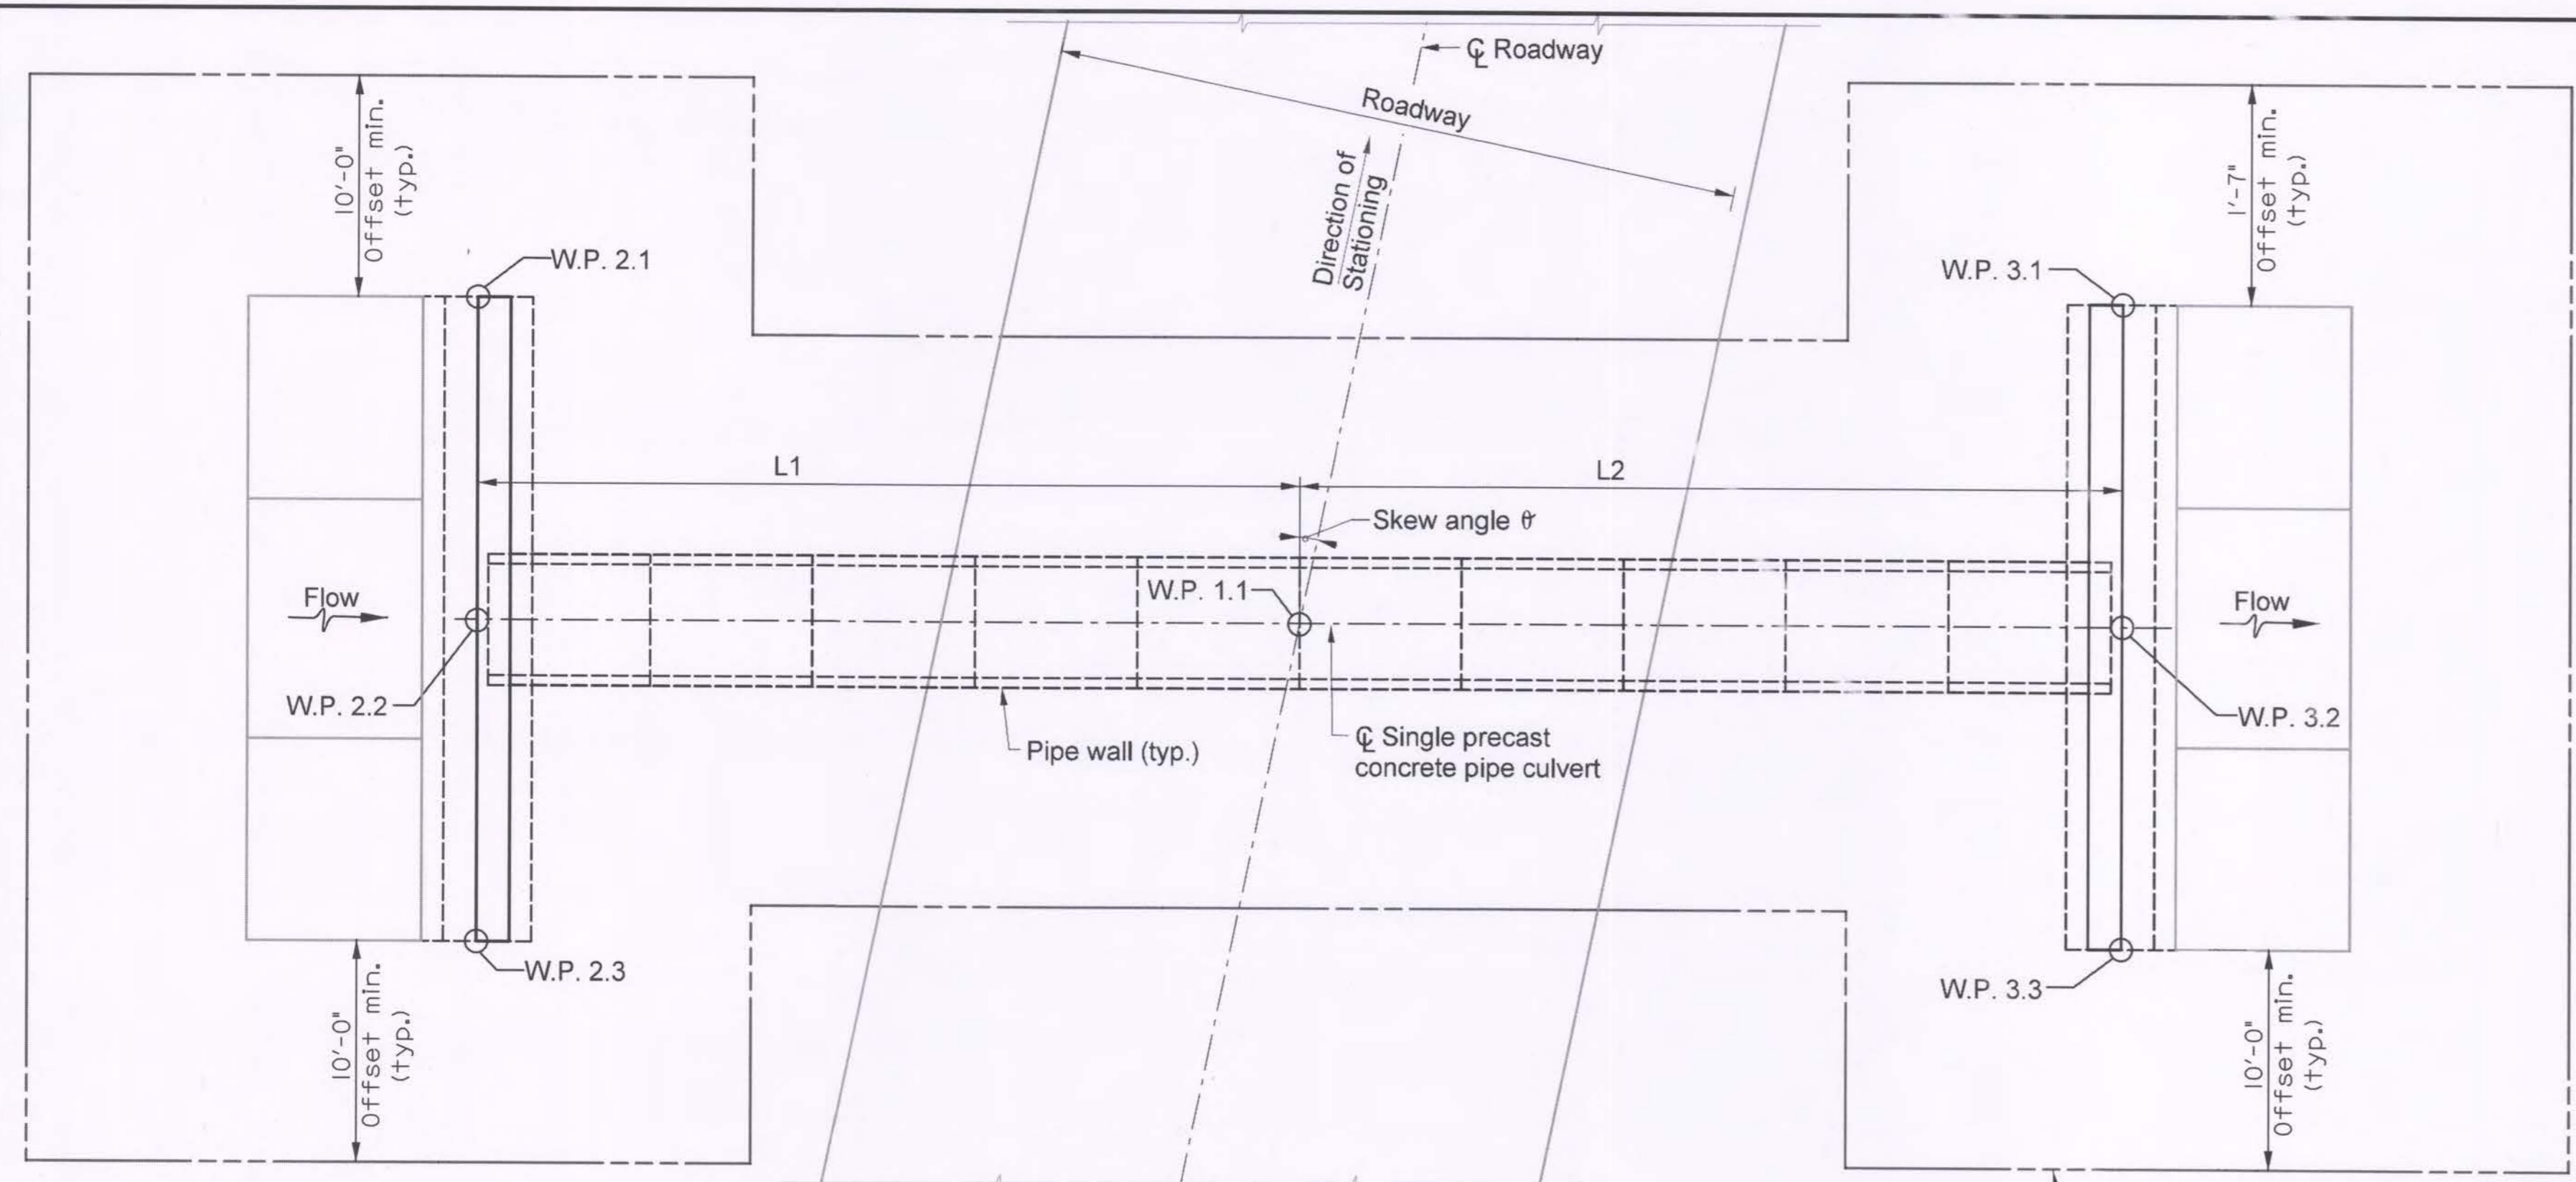 ℄ Roadway
Roadway
Direction of
Stationing
10'-0"
Offset min.
(typ.)
1'-7"
Offset min.
(typ.)
W.P. 2.1
W.P. 3.1
L1
L2
Skew angle θ
W.P. 1.1
Flow
Flow
W.P. 2.2
W.P. 3.2
Pipe wall (typ.)
℄ Single precast
concrete pipe culvert
W.P. 2.3
W.P. 3.3
10'-0"
Offset min.
(typ.)
10'-0"
Offset min.
(typ.)